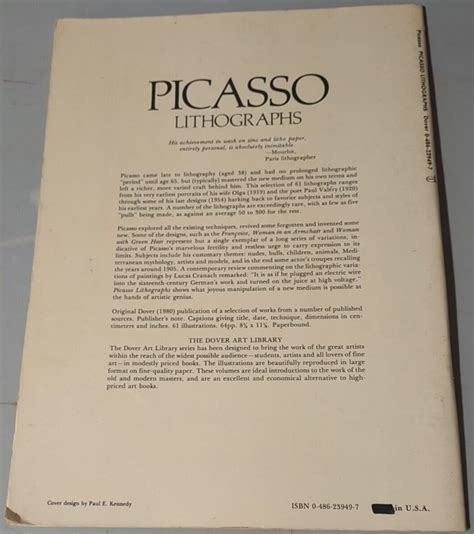 PICASSO
LITHOGRAPHS
His achievement in wash on zinc and litho paper,
entirely personal, is absolutely inimitable.
—Mourlot,
Paris lithographer
Picasso came late to lithography (aged 38) and had no prolonged lithographic
"period" until age 65, but (typically) mastered the new medium on his own terms and
left a richer, more varied craft behind him. This selection of 61 lithographs ranges
from his earliest portraits of his wife Olga (1919) and the poet Paul Valéry (1920)
through some of his last designs (1954) harking back to favorite subjects and styles of
his earliest years. A number of the lithographs are exceedingly rare, with as few as five
"pulls" being made, as against an average 50 to 300 for the rest.
Picasso explored all the existing techniques, revived some forgotten and invented some
new. Some of the designs, such as the Françoise, Woman in an Armchair and Woman
with Green Hair represent but a single exemplar of a long series of variations, in-
dicative of Picasso's marvelous fertility and restless urge to carry expression to its
limits. Subjects include his customary themes: nudes, bulls, children, animals, Med-
iterranean mythology, artists and models, and in the end some actor's troupes recalling
the years around 1905. A contemporary review commenting on the lithographic varia-
tions of paintings by Lucas Cranach remarked: "It is as if he plugged an electric wire
into the sixteenth-century German's work and turned on the juice at high voltage."
Picasso Lithographs shows what joyous manipulation of a new medium is possible at
the hands of artistic genius.
Original Dover (1980) publication of a selection of works from a number of published
sources. Publisher's note. Captions giving title, date, technique, dimensions in cen-
timeters and inches. 61 illustrations. 64pp. 8⅜ x 11¼. Paperbound.
THE DOVER ART LIBRARY
The Dover Art Library series has been designed to bring the work of the great artists
within the reach of the widest possible audience—students, artists and all lovers of fine
art—in modestly priced books. The illustrations are beautifully reproduced in large
format on fine-quality paper. These volumes are ideal introductions to the work of the
old and modern masters, and are an excellent and economical alternative to high-
priced art books.
Cover design by Paul E. Kennedy
ISBN 0-486-23949-7
in U.S.A.
Picasso PICASSO LITHOGRAPHS Dover 0-486-23949-7